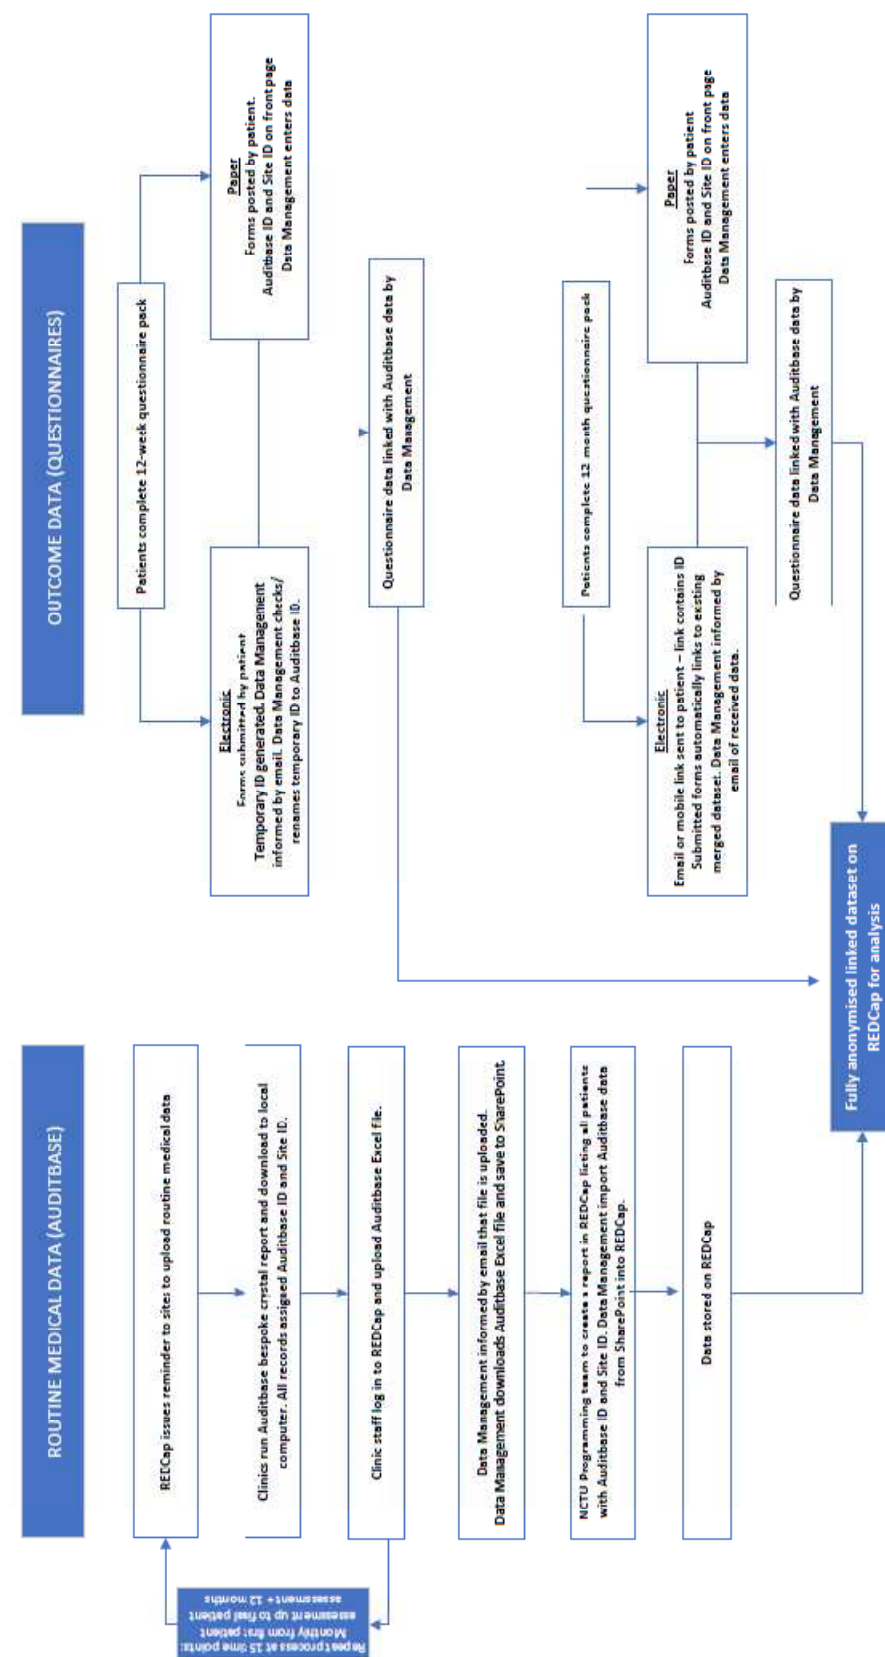 ROUTINE MEDICAL DATA (AUDITBASE)
REDCap issues reminder to sites to upload routine medical data
Clinics run Auditbase bespoke crystal report and download to local
computer. All records assigned Auditbase ID and Site ID.
Clinic staff log in to REDCap and upload Auditbase Excel file.
Data Management informed by email that file is uploaded.
Data Management downloads Auditbase Excel file and save to SharePoint.
NCTU Programming team to create a report in REDCap listing all patients
with Auditbase ID and Site ID. Data Management import Auditbase data
from SharePoint into REDCap.
Data stored on REDCap
Repeat process at 15 time points:
Monthly from first patient
assessment up to final patient
assessment + 12 months
OUTCOME DATA (QUESTIONNAIRES)
Patients complete 12-week questionnaire pack
Electronic
Forms submitted by patient
Temporary ID generated. Data Management
informed by email. Data Management checks/
renames temporary ID to Auditbase ID.
Paper
Forms posted by patient.
Auditbase ID and Site ID on front page
Data Management enters data
Questionnaire data linked with Auditbase data by
Data Management
Patients complete 12 month questionnaire pack
Electronic
Email or mobile link sent to patient – link contains ID
Submitted forms automatically links to existing
merged dataset. Data Management informed by
email of received data.
Paper
Forms posted by patient
Auditbase ID and Site ID on front page
Data Management enters data
Questionnaire data linked with Auditbase data by
Data Management
Fully anonymised linked dataset on
REDCap for analysis